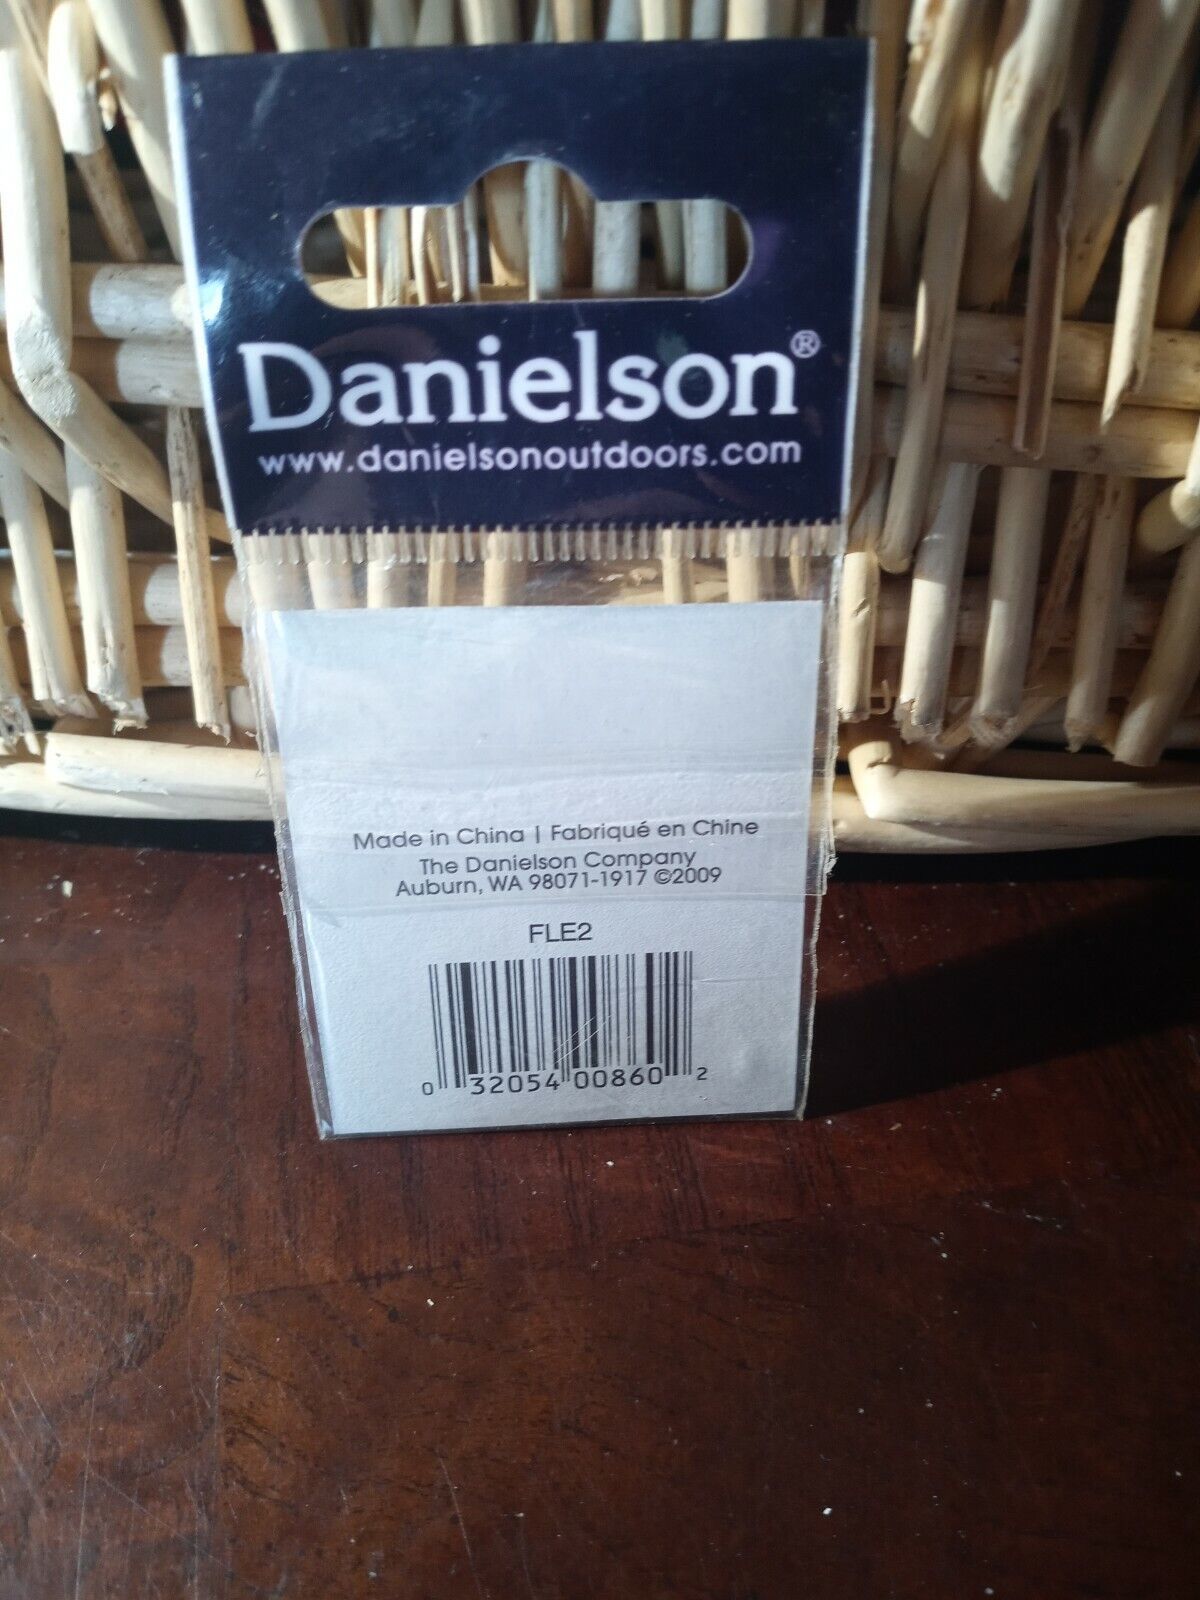 Danielson®
www.danielsonoutdoors.com
Made in China | Fabriqué en Chine
The Danielson Company
Auburn, WA 98071-1917 ©2009
FLE2
0 32054 00860 2